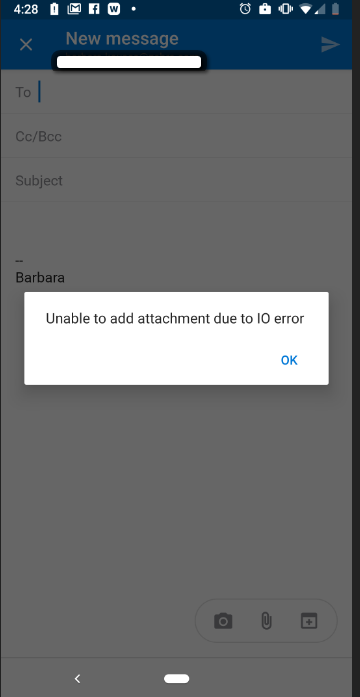 4:28
New message
To
Cc/Bcc
Subject
--
Barbara
Unable to add attachment due to IO error
OK